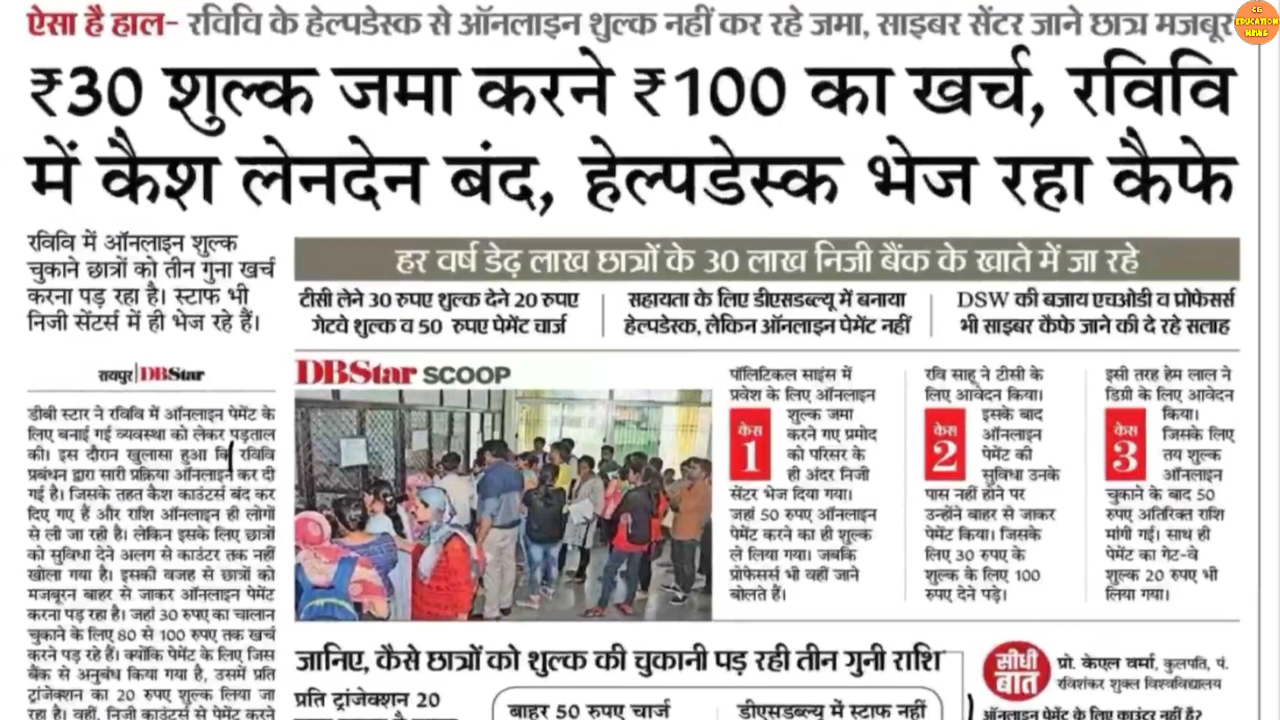 ऐसा है हाल- रविवि के हेल्पडेस्क से ऑनलाइन शुल्क नहीं कर रहे जमा, साइबर सेंटर जाने छात्र मजबूर
CG
EDUCATION
NEWS
₹30 शुल्क जमा करने ₹100 का खर्च, रविवि
में कैश लेनदेन बंद, हेल्पडेस्क भेज रहा कैफे
रविवि में ऑनलाइन शुल्क
चुकाने छात्रों को तीन गुना खर्च
करना पड़ रहा है। स्टाफ भी
निजी सेंटर्स में ही भेज रहे हैं।
हर वर्ष डेढ़ लाख छात्रों के 30 लाख निजी बैंक के खाते में जा रहे
टीसी लेने 30 रुपए शुल्क देने 20 रुपए
गेटवे शुल्क व 50 रुपए पेमेंट चार्ज
सहायता के लिए डीएसडब्ल्यू में बनाया
हेल्पडेस्क, लेकिन ऑनलाइन पेमेंट नहीं
DSW की बजाय एचओडी व प्रोफेसर्स
भी साइबर कैफे जाने की दे रहे सलाह
रायपुर|DBStar
डीबी स्टार ने रविवि में ऑनलाइन पेमेंट के
लिए बनाई गई व्यवस्था को लेकर पड़ताल
की। इस दौरान खुलासा हुआ कि रविवि
प्रबंधन द्वारा सारी प्रक्रिया ऑनलाइन कर दी
गई है। जिसके तहत कैश काउंटर्स बंद कर
दिए गए हैं और राशि ऑनलाइन ही लोगों
से ली जा रही है। लेकिन इसके लिए छात्रों
को सुविधा देने अलग से काउंटर तक नहीं
खोला गया है। इसकी वजह से छात्रों को
मजबूरन बाहर से जाकर ऑनलाइन पेमेंट
करना पड़ रहा है। जहां 30 रुपए का चालान
चुकाने के लिए 80 से 100 रुपए तक खर्च
करने पड़ रहे हैं। क्योंकि पेमेंट के लिए जिस
बैंक से अनुबंध किया गया है, उसमें प्रति
ट्रांजेक्शन का 20 रुपए शुल्क लिया जा
रहा है। वहीं, निजी काउंटर्स से पेमेंट करने
DBStar SCOOP
पॉलिटिकल साइंस में
प्रवेश के लिए ऑनलाइन
केस
1
शुल्क जमा
करने गए प्रमोद
को परिसर के
ही अंदर निजी
सेंटर भेज दिया गया।
जहां 50 रुपए ऑनलाइन
पेमेंट करने का ही शुल्क
ले लिया गया। जबकि
प्रोफेसर्स भी वहीं जाने
बोलते हैं।
रवि साहू ने टीसी के
लिए आवेदन किया।
केस
2
इसके बाद
ऑनलाइन
पेमेंट की
सुविधा उनके
पास नहीं होने पर
उन्होंने बाहर से जाकर
पेमेंट किया। जिसके
लिए 30 रुपए के
शुल्क के लिए 100
रुपए देने पड़े।
इसी तरह हेम लाल ने
डिग्री के लिए आवेदन
केस
3
किया।
जिसके लिए
तय शुल्क
ऑनलाइन
चुकाने के बाद 50
रुपए अतिरिक्त राशि
मांगी गई। साथ ही
पेमेंट का गेट-वे
शुल्क 20 रुपए भी
लिया गया।
जानिए, कैसे छात्रों को शुल्क की चुकानी पड़ रही तीन गुनी राशि
प्रति ट्रांजेक्शन 20
बाहर 50 रुपए चार्ज
डीएसडब्ल्यू में स्टाफ नहीं
सीधी
बात
प्रो. केएल वर्मा, कुलपति, पं.
रविशंकर शुक्ल विश्वविद्यालय
ऑनलाइन पेमेंट के लिए काउंटर नहीं है?